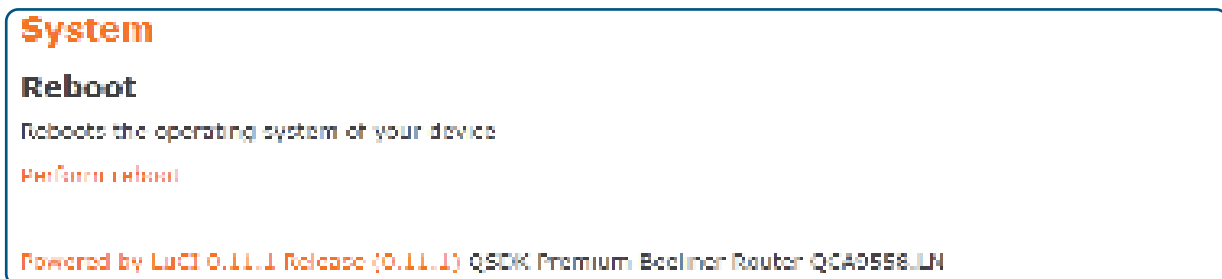 System
Reboot
Reboots the operating system of your device
Perform reboot
Powered by LuCI 0.11.1 Release (0.11.1) QSDK Premium Beeliner Router QCA9558.LN